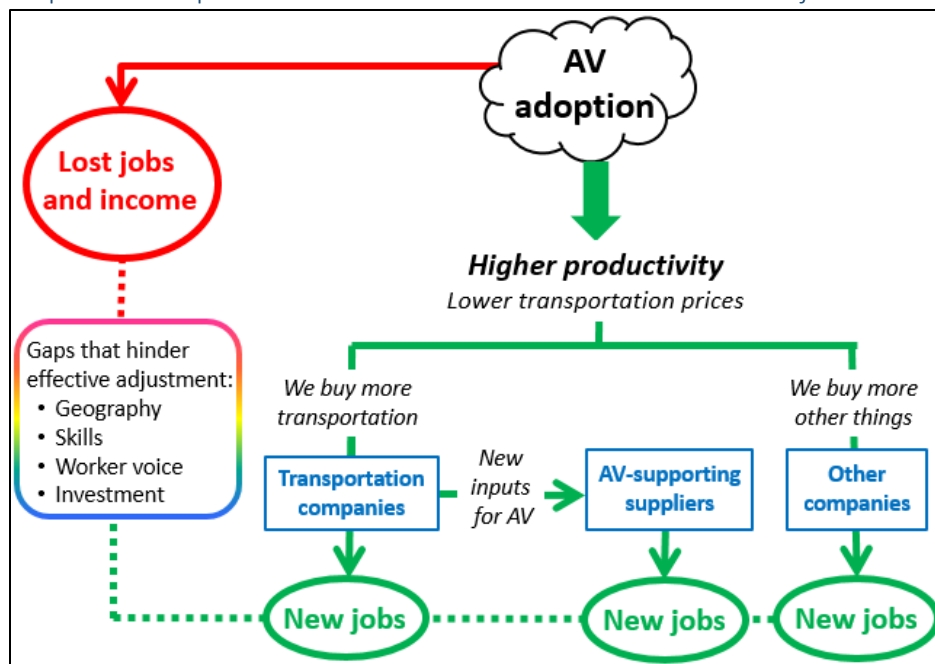 AV
adoption
Lost jobs
and income
Higher productivity
Lower transportation prices
Gaps that hinder
effective adjustment:
• Geography
• Skills
• Worker voice
• Investment
We buy more
transportation
We buy more
other things
Transportation
companies
New
inputs
for AV
AV-supporting
suppliers
Other
companies
New jobs
New jobs
New jobs